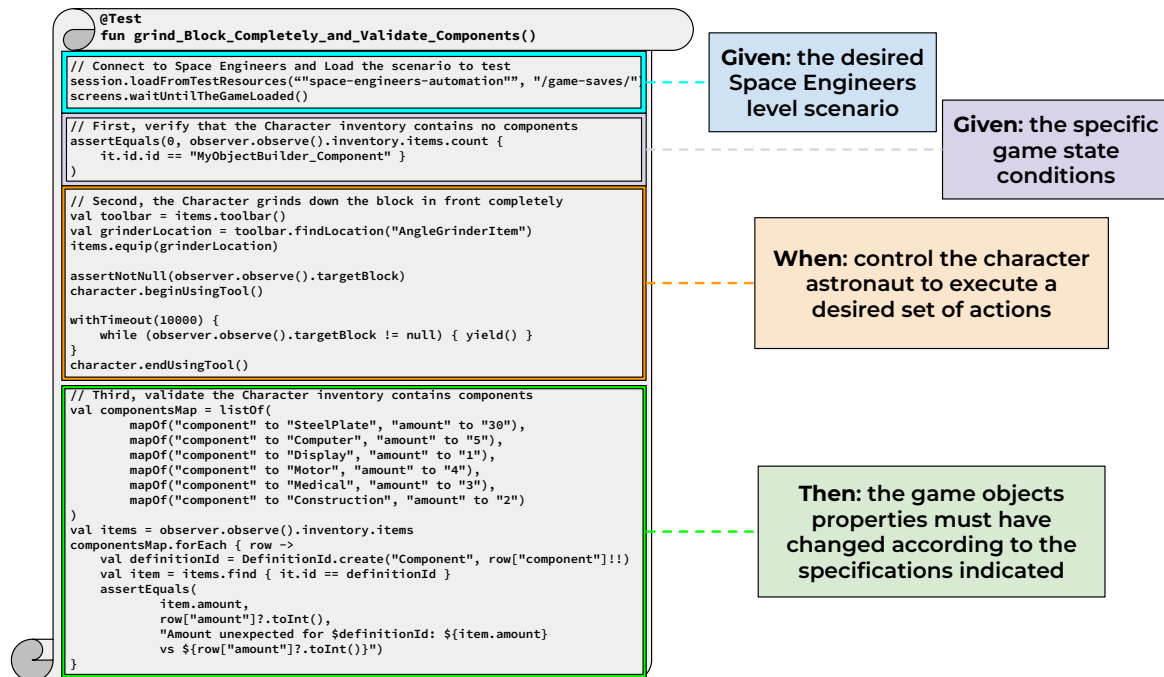 @Test
fun grind_Block_Completely_and_Validate_Components()
// Connect to Space Engineers and Load the scenario to test
session.loadFromTestResources(“"space-engineers-automation"”, "/game-saves/")
screens.waitUntilTheGameLoaded()
// First, verify that the Character inventory contains no components
assertEquals(0, observer.observe().inventory.items.count {
    it.id.id == "MyObjectBuilder_Component" }
)
// Second, the Character grinds down the block in front completely
val toolbar = items.toolbar()
val grinderLocation = toolbar.findLocation("AngleGrinderItem")
items.equip(grinderLocation)
assertNotNull(observer.observe().targetBlock)
character.beginUsingTool()
withTimeout(10000) {
    while (observer.observe().targetBlock != null) { yield() }
}
character.endUsingTool()
// Third, validate the Character inventory contains components
val componentsMap = listOf(
        mapOf("component" to "SteelPlate", "amount" to "30"),
        mapOf("component" to "Computer", "amount" to "5"),
        mapOf("component" to "Display", "amount" to "1"),
        mapOf("component" to "Motor", "amount" to "4"),
        mapOf("component" to "Medical", "amount" to "3"),
        mapOf("component" to "Construction", "amount" to "2")
)
val items = observer.observe().inventory.items
componentsMap.forEach { row ->
    val definitionId = DefinitionId.create("Component", row["component"]!!)
    val item = items.find { it.id == definitionId }
    assertEquals(
            item.amount,
            row["amount"]?.toInt(),
            "Amount unexpected for $definitionId: ${item.amount}
            vs ${row["amount"]?.toInt()}")
}
Given: the desired
Space Engineers
level scenario
Given: the specific
game state
conditions
When: control the character
astronaut to execute a
desired set of actions
Then: the game objects
properties must have
changed according to the
specifications indicated